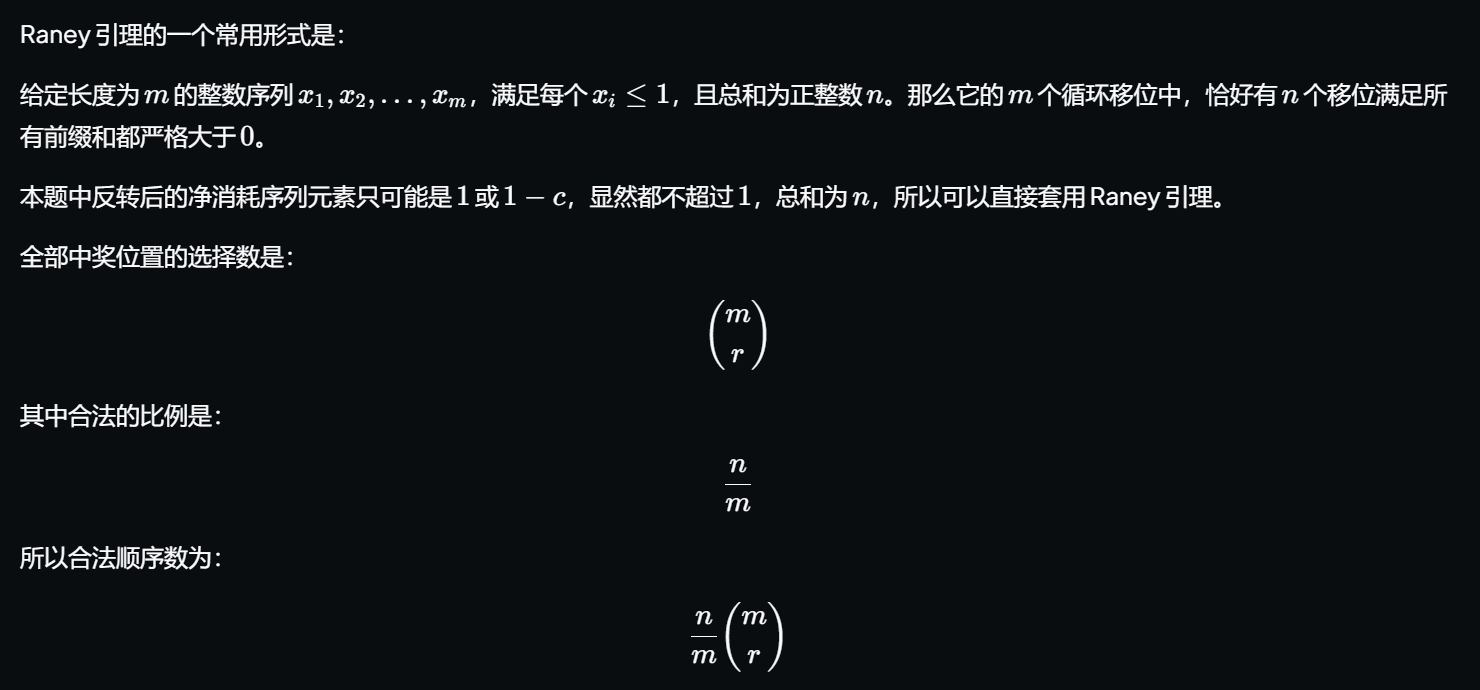 Raney 引理的一个常用形式是：
给定长度为 m 的整数序列 x₁, x₂, . . . , xₘ，满足每个 xᵢ ≤ 1，且总和为正整数 n。那么它的 m 个循环移位中，恰好有 n 个移位满足所
有前缀和都严格大于 0。
本题中反转后的净消耗序列元素只可能是 1 或 1 − c，显然都不超过 1，总和为 n，所以可以直接套用 Raney 引理。
全部中奖位置的选择数是：
(m
r)
其中合法的比例是：
n
m
所以合法顺序数为：
n/m (m
r)